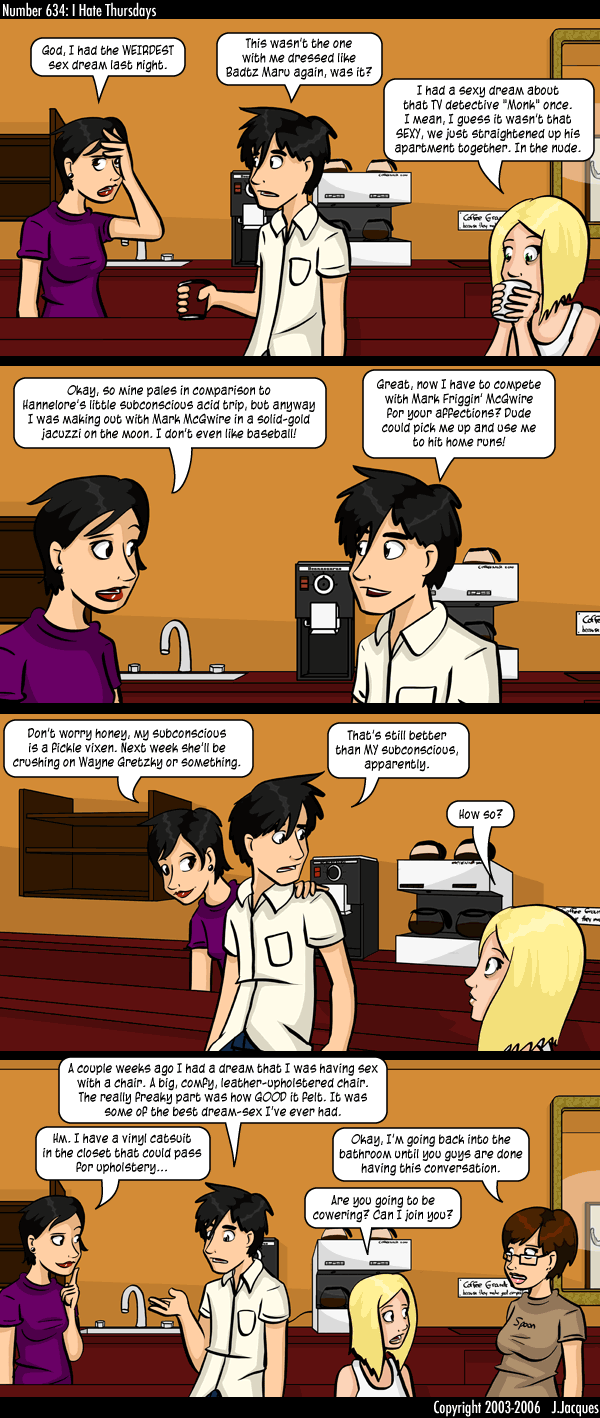 Number 634: I Hate Thursdays
God, I had the WEIRDEST
sex dream last night.
This wasn't the one
with me dressed like
Badtz Maru again, was it?
I had a sexy dream about
that TV detective "Monk" once.
I mean, I guess it wasn't that
SEXY, we just straightened up his
apartment together. In the nude.
Coffee Grounds
Okay, so mine pales in comparison to
Hannelore's little subconscious acid trip, but anyway
I was making out with Mark McGwire in a solid-gold
jacuzzi on the moon. I don't even like baseball!
Great, now I have to compete
with Mark Friggin' McGwire
for your affections? Dude
could pick me up and use me
to hit home runs!
Don't worry honey, my subconscious
is a fickle vixen. Next week she'll be
crushing on Wayne Gretzky or something.
That's still better
than MY subconscious,
apparently.
How so?
A couple weeks ago I had a dream that I was having sex
with a chair. A big, comfy, leather-upholstered chair.
The really freaky part was how GOOD it felt. It was
some of the best dream-sex I've ever had.
Hm. I have a vinyl catsuit
in the closet that could pass
for upholstery...
Okay, I'm going back into the
bathroom until you guys are done
having this conversation.
Are you going to be
cowering? Can I join you?
Coffee Grounds
Spoon
Copyright 2003-2006 J.Jacques